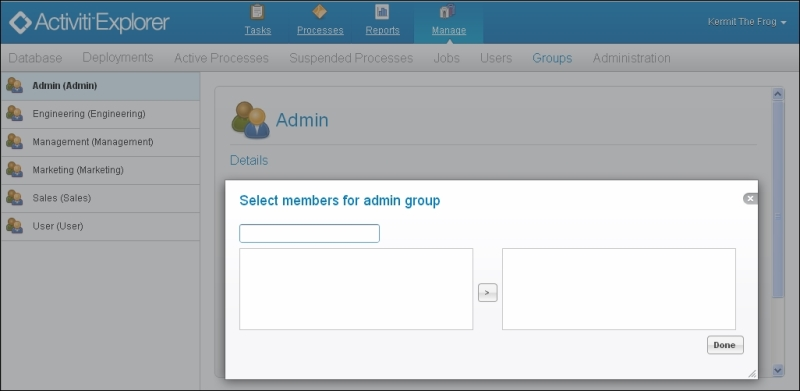 Activiti Explorer
Tasks Processes Reports Manage
Kermit The Frog
Database Deployments Active Processes Suspended Processes Jobs Users Groups Administration
Admin (Admin)
Engineering (Engineering)
Management (Management)
Marketing (Marketing)
Sales (Sales)
User (User)
Admin
Details
Select members for admin group
>
Done